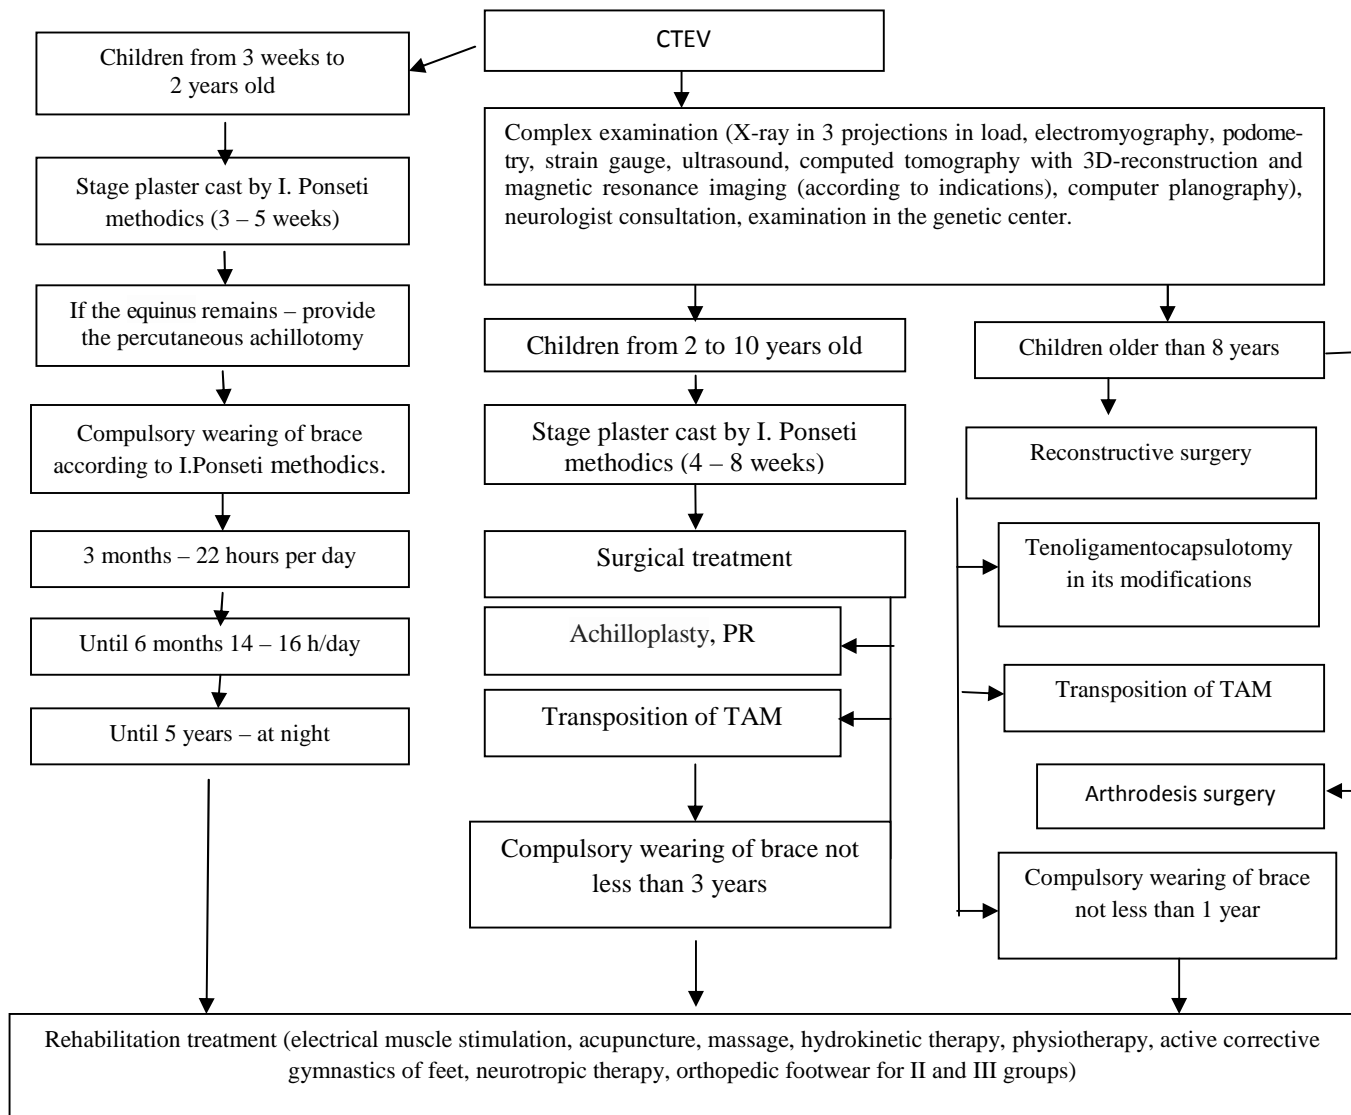 CTEV
Children from 3 weeks to
2 years old
Stage plaster cast by I. Ponseti
methodics (3 – 5 weeks)
If the equinus remains – provide
the percutaneous achillotomy
Compulsory wearing of brace
according to I.Ponseti methodics.
3 months – 22 hours per day
Until 6 months 14 – 16 h/day
Until 5 years – at night
Complex examination (X-ray in 3 projections in load, electromyography, podome-
try, strain gauge, ultrasound, computed tomography with 3D-reconstruction and
magnetic resonance imaging (according to indications), computer planography),
neurologist consultation, examination in the genetic center.
Children from 2 to 10 years old
Stage plaster cast by I. Ponseti
methodics (4 – 8 weeks)
Surgical treatment
Achilloplasty, PR
Transposition of TAM
Compulsory wearing of brace not
less than 3 years
Children older than 8 years
Reconstructive surgery
Tenoligamentocapsulotomy
in its modifications
Transposition of TAM
Arthrodesis surgery
Compulsory wearing of brace
not less than 1 year
Rehabilitation treatment (electrical muscle stimulation, acupuncture, massage, hydrokinetic therapy, physiotherapy, active corrective
gymnastics of feet, neurotropic therapy, orthopedic footwear for II and III groups)